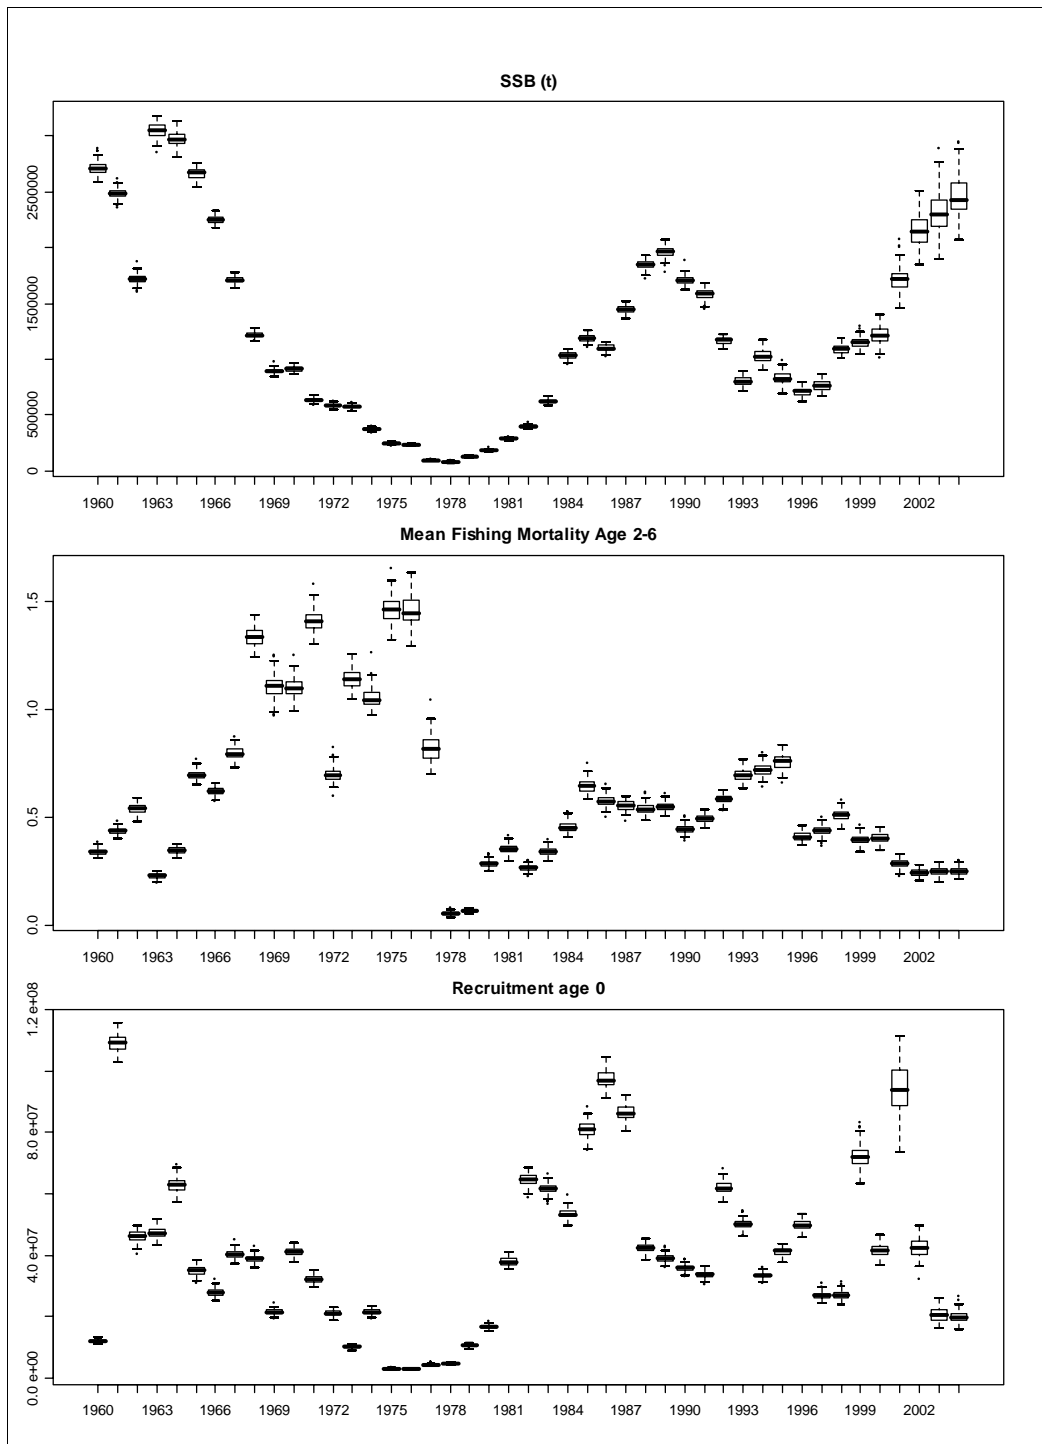 SSB (t)
2500000
1500000
500000
0
1960 1963 1966 1969 1972 1975 1978 1981 1984 1987 1990 1993 1996 1999 2002
Mean Fishing Mortality Age 2-6
1.5
1.0
0.5
0.0
1960 1963 1966 1969 1972 1975 1978 1981 1984 1987 1990 1993 1996 1999 2002
Recruitment age 0
1.2 e+08
8.0 e+07
4.0 e+07
0.0 e+00
1960 1963 1966 1969 1972 1975 1978 1981 1984 1987 1990 1993 1996 1999 2002